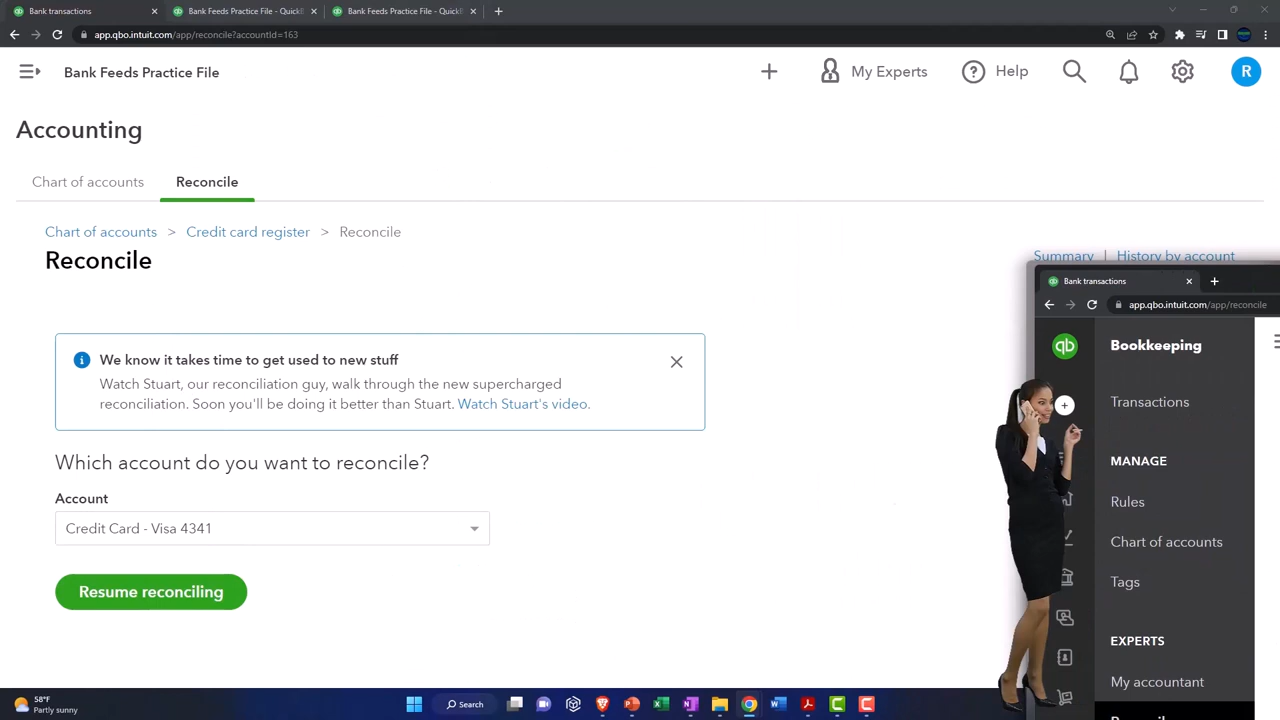 Bank transactions
Bank Feeds Practice File - QuickB
Bank Feeds Practice File - QuickB
app.qbo.intuit.com/app/reconcile?accountId=163
Bank Feeds Practice File
My Experts
Help
R
Accounting
Chart of accounts
Reconcile
Chart of accounts > Credit card register > Reconcile
Reconcile
Summary | History by account
We know it takes time to get used to new stuff
Watch Stuart, our reconciliation guy, walk through the new supercharged
reconciliation. Soon you'll be doing it better than Stuart. Watch Stuart's video.
Which account do you want to reconcile?
Account
Credit Card - Visa 4341
Resume reconciling
Bank transactions
app.qbo.intuit.com/app/reconcile
qb
Bookkeeping
Transactions
MANAGE
Rules
Chart of accounts
Tags
EXPERTS
My accountant
58°F
Partly sunny
Search